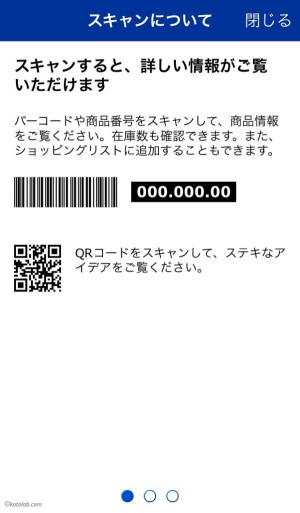 スキャンについて 閉じる
スキャンすると、詳しい情報がご覧
いただけます
バーコードや商品番号をスキャンして、商品情報
をご覧ください。在庫数も確認できます。また、
ショッピングリストに追加することもできます。
000.000.00
QRコードをスキャンして、ステキなア
イデアをご覧ください。
©kotolab.com